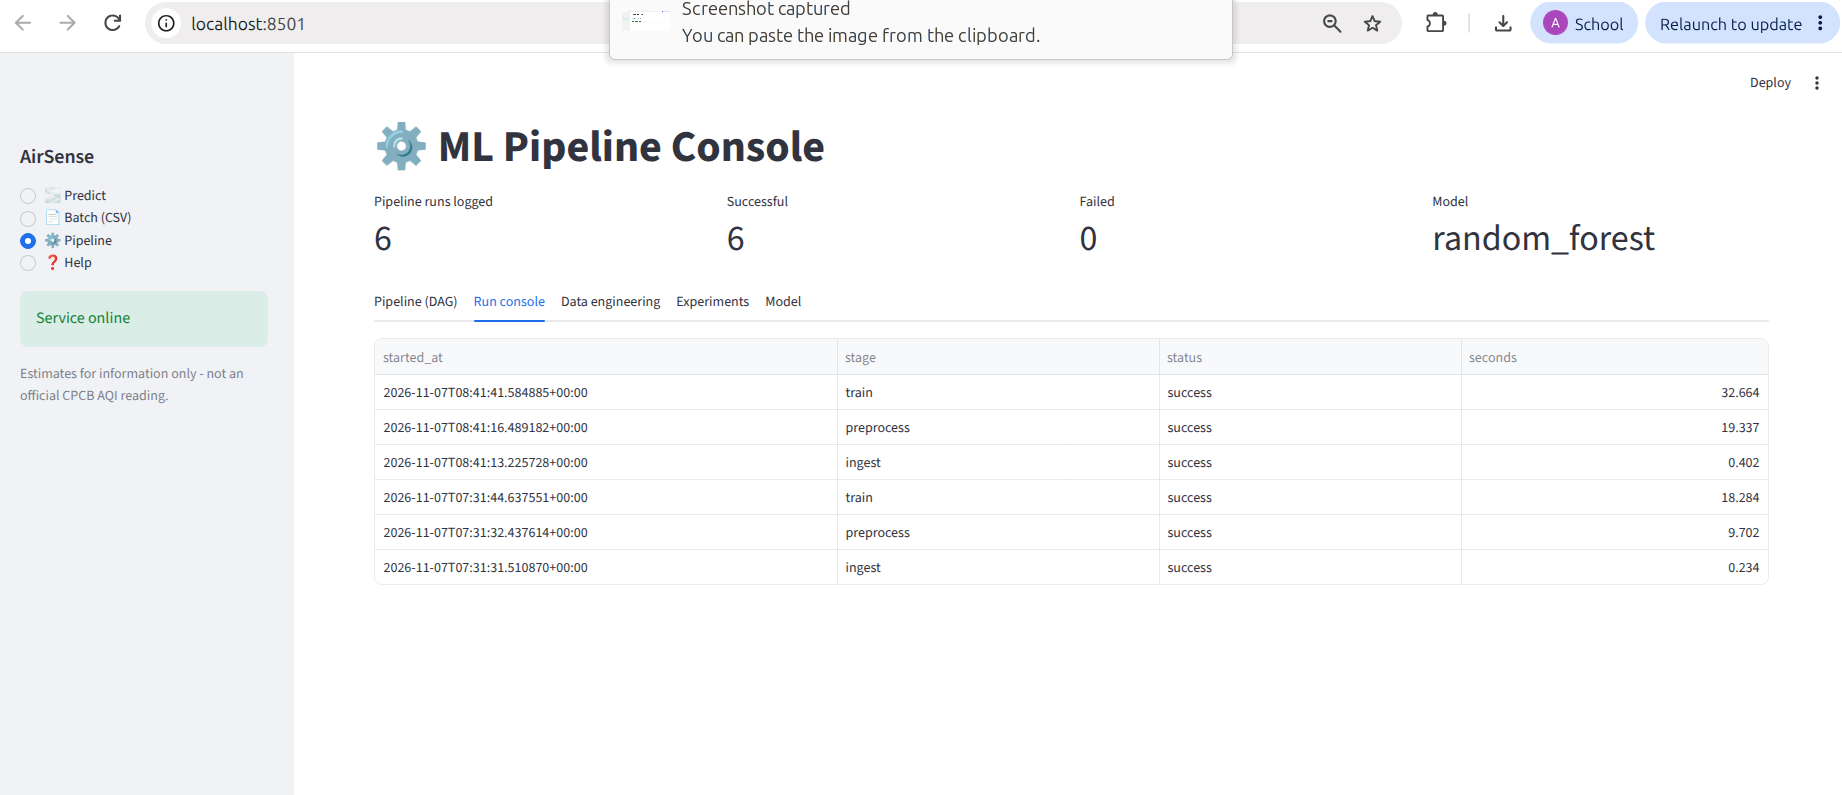 localhost:8501
Screenshot captured
You can paste the image from the clipboard.
A School
Relaunch to update
Deploy
AirSense
Predict
Batch (CSV)
Pipeline
Help
Service online
Estimates for information only - not an
official CPCB AQI reading.
ML Pipeline Console
Pipeline runs logged Successful Failed Model
6 6 0 random_forest
Pipeline (DAG) Run console Data engineering Experiments Model
started_at stage status seconds
2026-11-07T08:41:41.584885+00:00 train success 32.664
2026-11-07T08:41:16.489182+00:00 preprocess success 19.337
2026-11-07T08:41:13.225728+00:00 ingest success 0.402
2026-11-07T07:31:44.637551+00:00 train success 18.284
2026-11-07T07:31:32.437614+00:00 preprocess success 9.702
2026-11-07T07:31:31.510870+00:00 ingest success 0.234